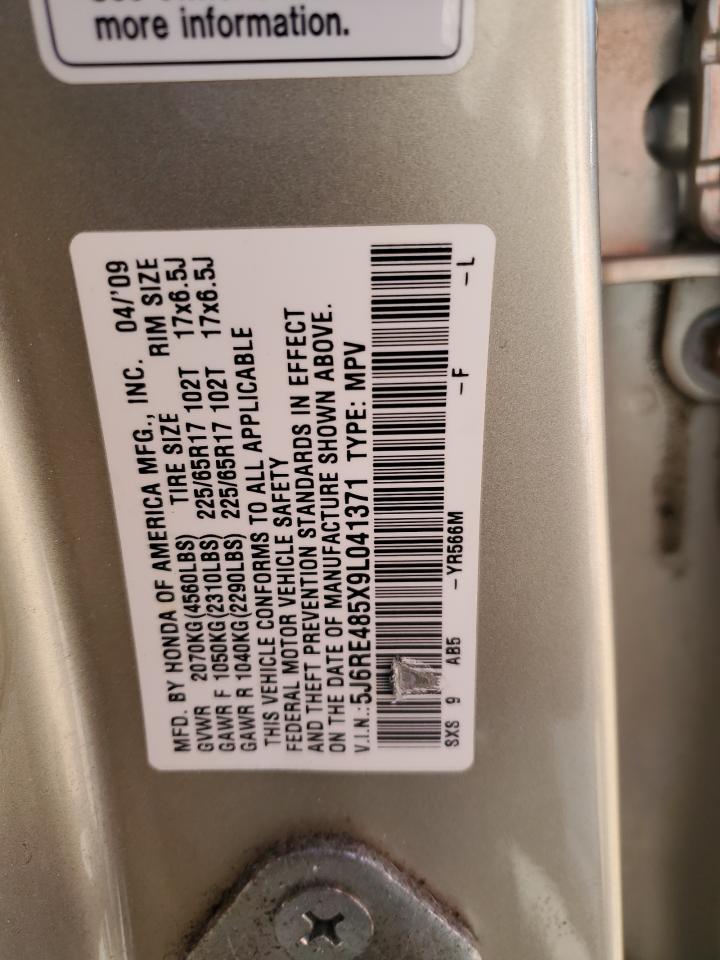 more information.
MFD. BY HONDA OF AMERICA MFG., INC. 04/'09
GVWR 2070KG(4560LBS) TIRE SIZE RIM SIZE
GAWR F 1050KG(2310LBS) 225/65R17 102T 17x6.5J
GAWR R 1040KG(2290LBS) 225/65R17 102T 17x6.5J
THIS VEHICLE CONFORMS TO ALL APPLICABLE
FEDERAL MOTOR VEHICLE SAFETY
AND THEFT PREVENTION STANDARDS IN EFFECT
ON THE DATE OF MANUFACTURE SHOWN ABOVE.
V.I.N.:5J6RE485X9L041371 TYPE: MPV
SXS 9 AB5 -YR566M -F -L